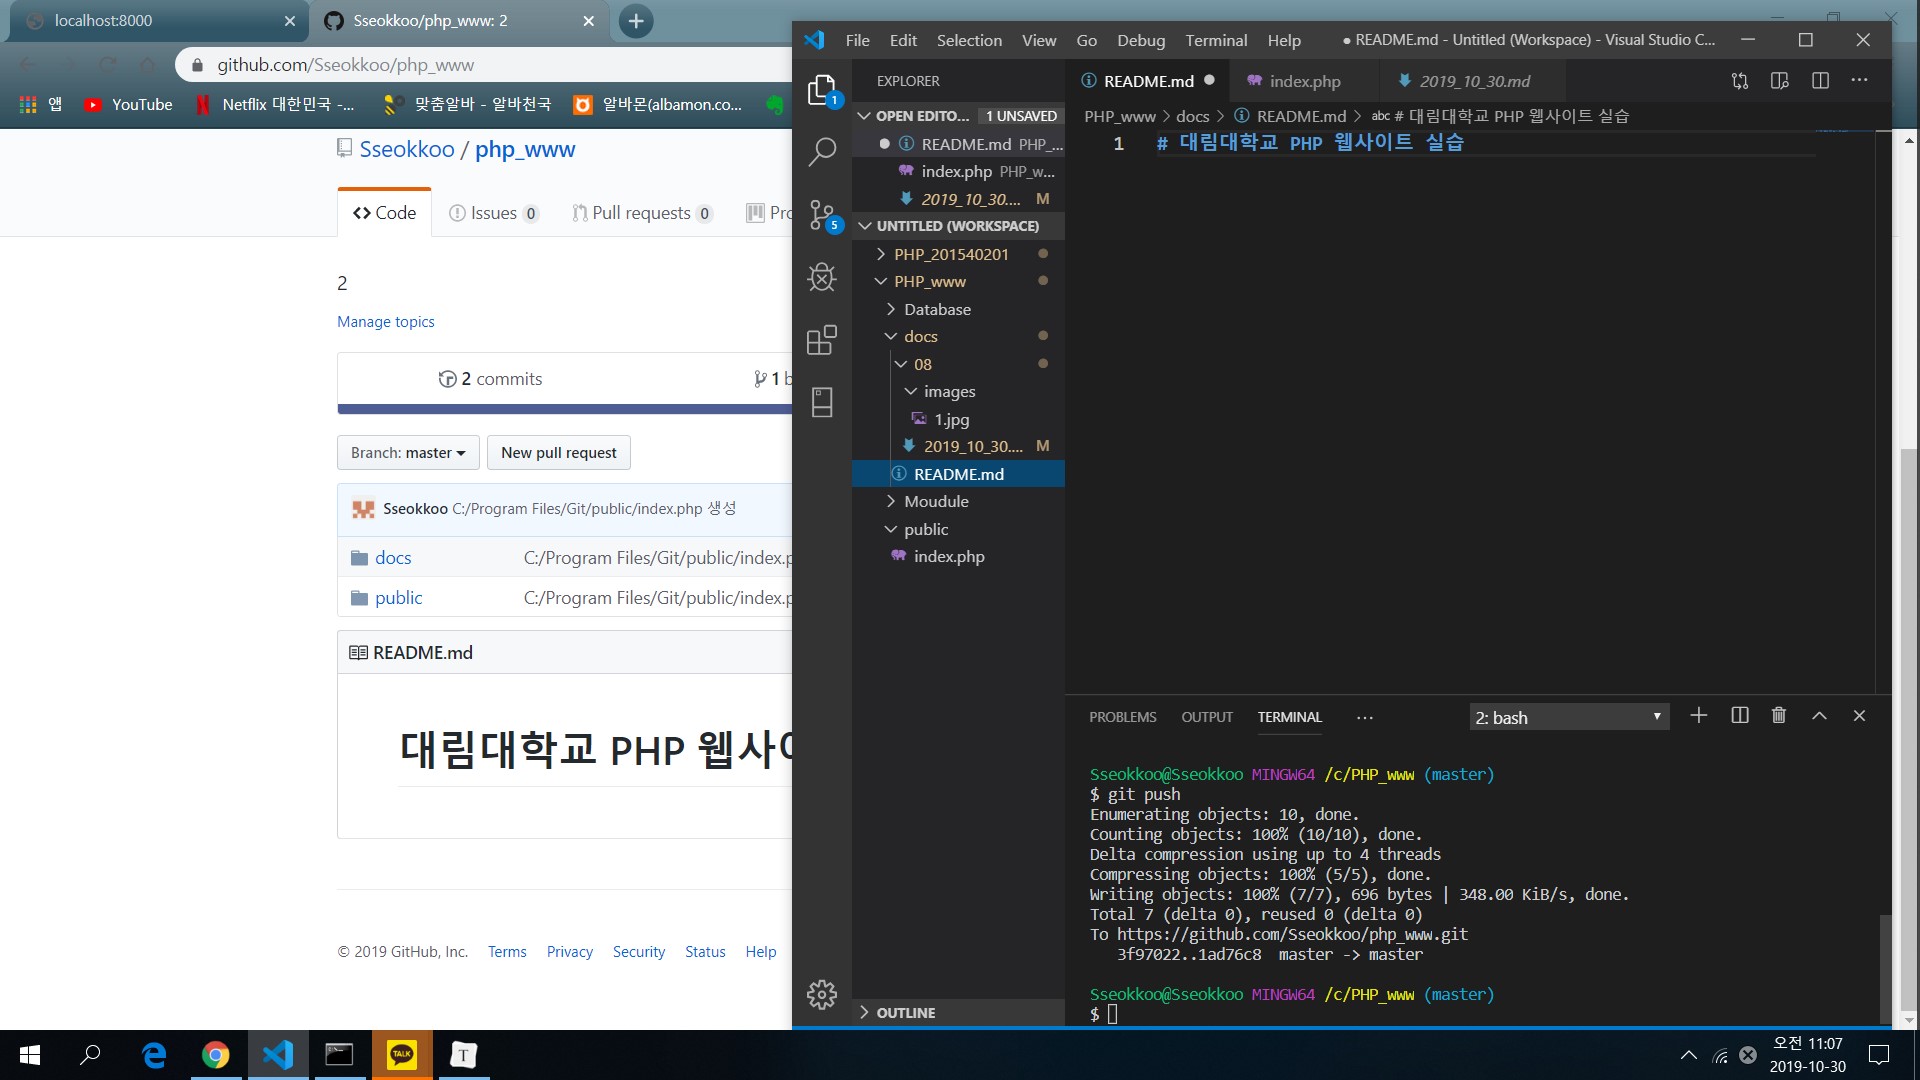 localhost:8000
Sseokkoo/php_www: 2
github.com/Sseokkoo/php_www
앱
YouTube
Netflix 대한민국 -...
맞춤알바 - 알바천국
알바몬(albamon.co...
Sseokkoo / php_www
Code
Issues 0
Pull requests 0
Pro
2
Manage topics
2 commits
1 b
Branch: master
New pull request
Sseokkoo C:/Program Files/Git/public/index.php 생성
docs
C:/Program Files/Git/public/index.p
public
C:/Program Files/Git/public/index.p
README.md
대림대학교 PHP 웹사이
© 2019 GitHub, Inc.
Terms
Privacy
Security
Status
Help
File
Edit
Selection
View
Go
Debug
Terminal
Help
● README.md - Untitled (Workspace) - Visual Studio C...
1
5
EXPLORER
OPEN EDITO...
1 UNSAVED
README.md PHP_...
index.php PHP_w...
2019_10_30.... M
UNTITLED (WORKSPACE)
PHP_201540201
PHP_www
Database
docs
08
images
1.jpg
2019_10_30.... M
README.md
Moudule
public
index.php
OUTLINE
README.md
index.php
2019_10_30.md
PHP_www > docs > README.md > abc # 대림대학교 PHP 웹사이트 실습
1 # 대림대학교 PHP 웹사이트 실습
PROBLEMS
OUTPUT
TERMINAL
...
2: bash
Sseokkoo@Sseokkoo MINGW64 /c/PHP_www (master)
$ git push
Enumerating objects: 10, done.
Counting objects: 100% (10/10), done.
Delta compression using up to 4 threads
Compressing objects: 100% (5/5), done.
Writing objects: 100% (7/7), 696 bytes | 348.00 KiB/s, done.
Total 7 (delta 0), reused 0 (delta 0)
To https://github.com/Sseokkoo/php_www.git
3f97022..1ad76c8 master -> master
Sseokkoo@Sseokkoo MINGW64 /c/PHP_www (master)
$
TALK
T
오전 11:07
2019-10-30